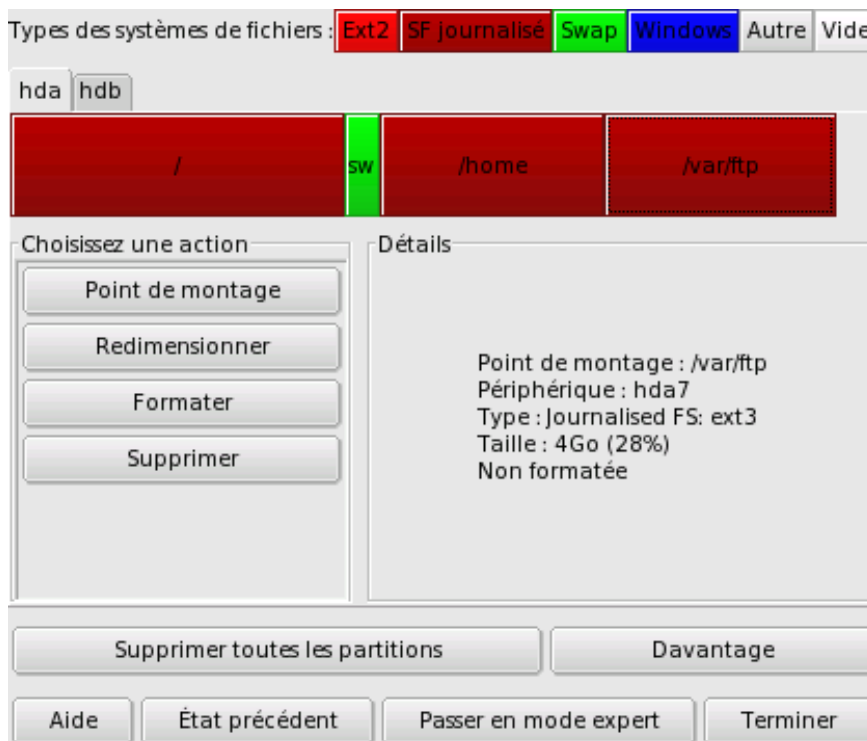 Types des systèmes de fichiers : Ext2 SF journalisé Swap Windows Autre Vide
hda hdb
/ sw /home /var/ftp
Choisissez une action
Point de montage
Redimensionner
Formater
Supprimer
Détails
Point de montage : /var/ftp
Périphérique : hda7
Type : Journalised FS: ext3
Taille : 4Go (28%)
Non formatée
Supprimer toutes les partitions Davantage
Aide État précédent Passer en mode expert Terminer